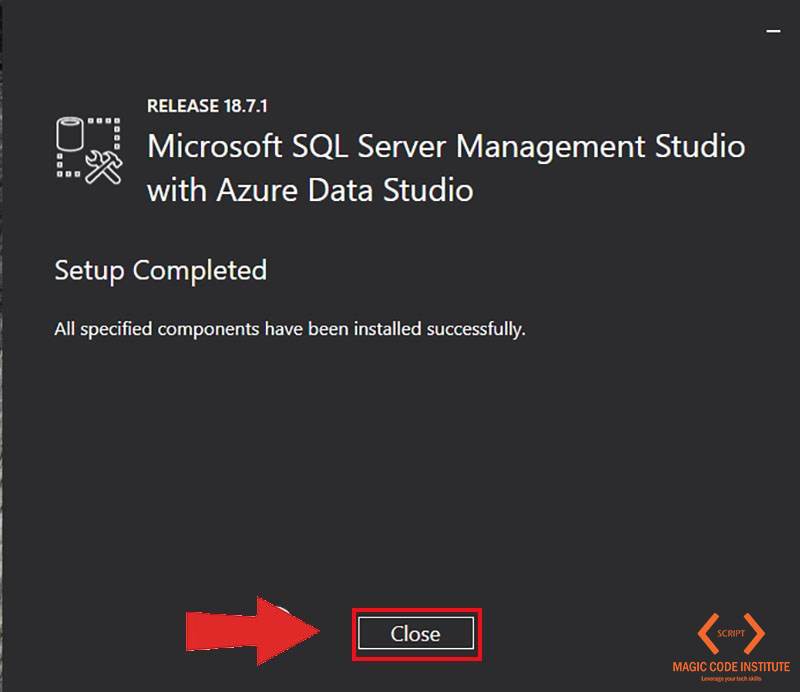 RELEASE 18.7.1
Microsoft SQL Server Management Studio
with Azure Data Studio
Setup Completed
All specified components have been installed successfully.
Close
SCRIPT
MAGIC CODE INSTITUTE
Leverage your tech skills